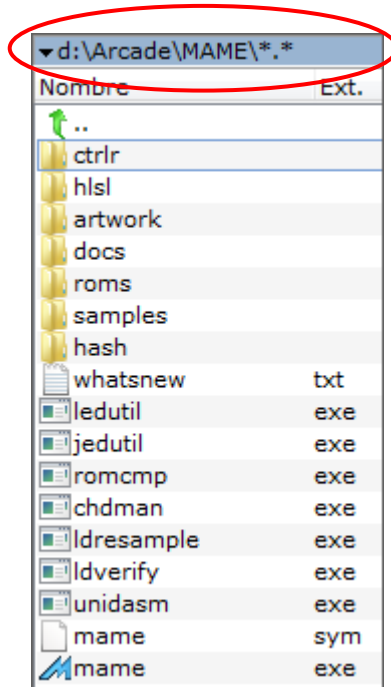 d:\Arcade\MAME\*.*
Nombre Ext.
..
ctrlr
hlsl
artwork
docs
roms
samples
hash
whatsnew txt
ledutil exe
jedutil exe
romcmp exe
chdman exe
ldresample exe
ldverify exe
unidasm exe
mame sym
mame exe